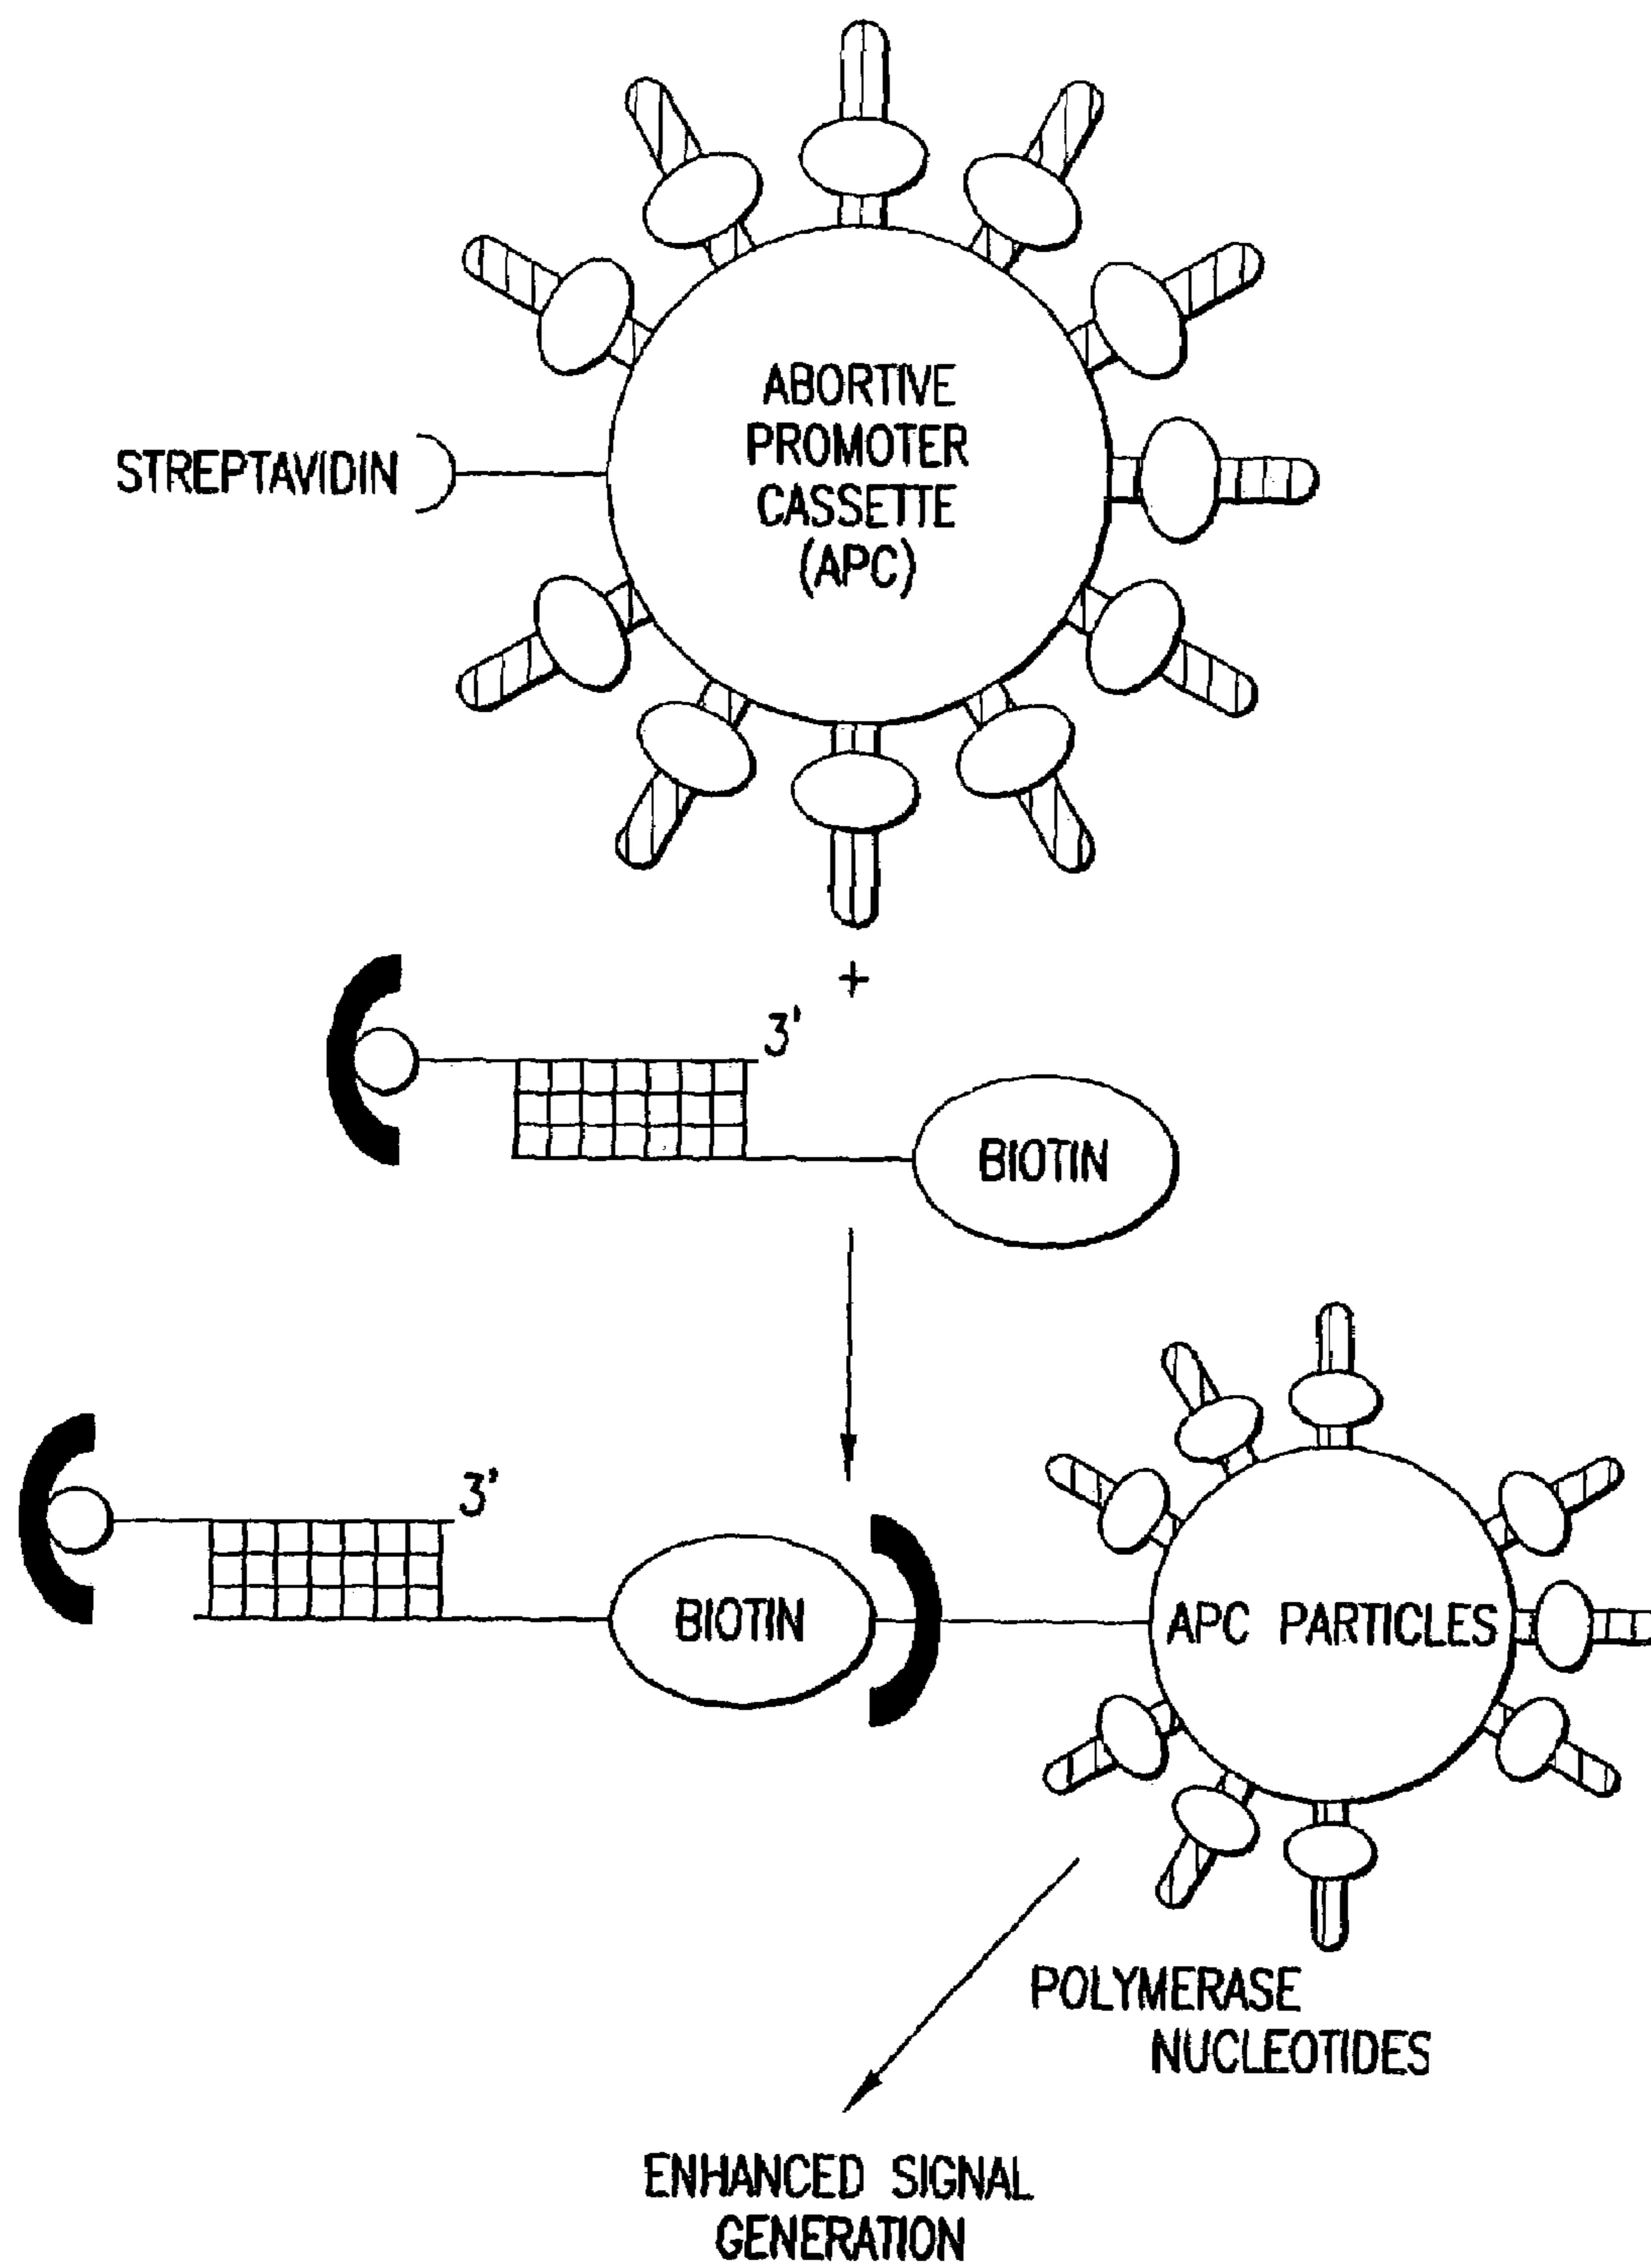 ABORTIVE
PROMOTER
CASSETTE
(APC)
STREPTAVIDIN
+
3'
BIOTIN
3'
BIOTIN
APC PARTICLES
POLYMERASE
NUCLEOTIDES
ENHANCED SIGNAL
GENERATION